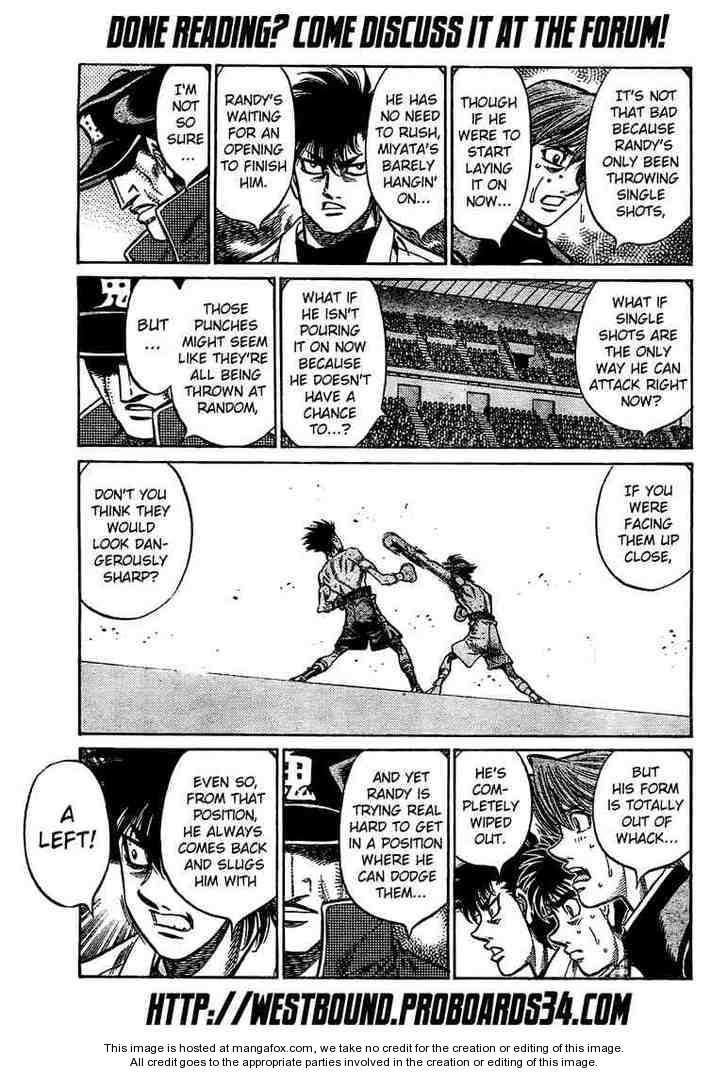 DONE READING? COME DISCUSS IT AT THE FORUM!
IT'S NOT
THAT BAD
BECAUSE
RANDY'S
ONLY BEEN
THROWING
SINGLE
SHOTS,
THOUGH
IF HE
WERE TO
START
LAYING
IT ON
NOW...
HE HAS
NO NEED
TO RUSH,
MIYATA'S
BARELY
HANGIN'
ON...
RANDY'S
WAITING
FOR AN
OPENING
TO FINISH
HIM.
I'M
NOT
SO
SURE
...
WHAT IF
SINGLE
SHOTS ARE
THE ONLY
WAY HE CAN
ATTACK RIGHT
NOW?
WHAT IF
HE ISN'T
POURING
IT ON NOW
BECAUSE
HE DOESN'T
HAVE A
CHANCE
TO...?
THOSE
PUNCHES
MIGHT SEEM
LIKE THEY'RE
ALL BEING
THROWN AT
RANDOM,
BUT
...
鬼
IF YOU
WERE
FACING
THEM UP
CLOSE,
DON'T YOU
THINK THEY
WOULD
LOOK DAN-
GEROUSLY
SHARP?
BUT
HIS FORM
IS TOTALLY
OUT OF
WHACK...
HE'S
COM-
PLETELY
WIPED
OUT.
AND YET
RANDY IS
TRYING REAL
HARD TO GET
IN A POSITION
WHERE HE
CAN DODGE
THEM...
鬼
EVEN SO,
FROM THAT
POSITION,
HE ALWAYS
COMES BACK
AND SLUGS
HIM WITH
A
LEFT!
HTTP://WESTBOUND.PROBOARDS34.COM
This image is hosted at mangafox.com, we take no credit for the creation or editing of this image.
All credit goes to the appropriate parties involved in the creation or editing of this image.